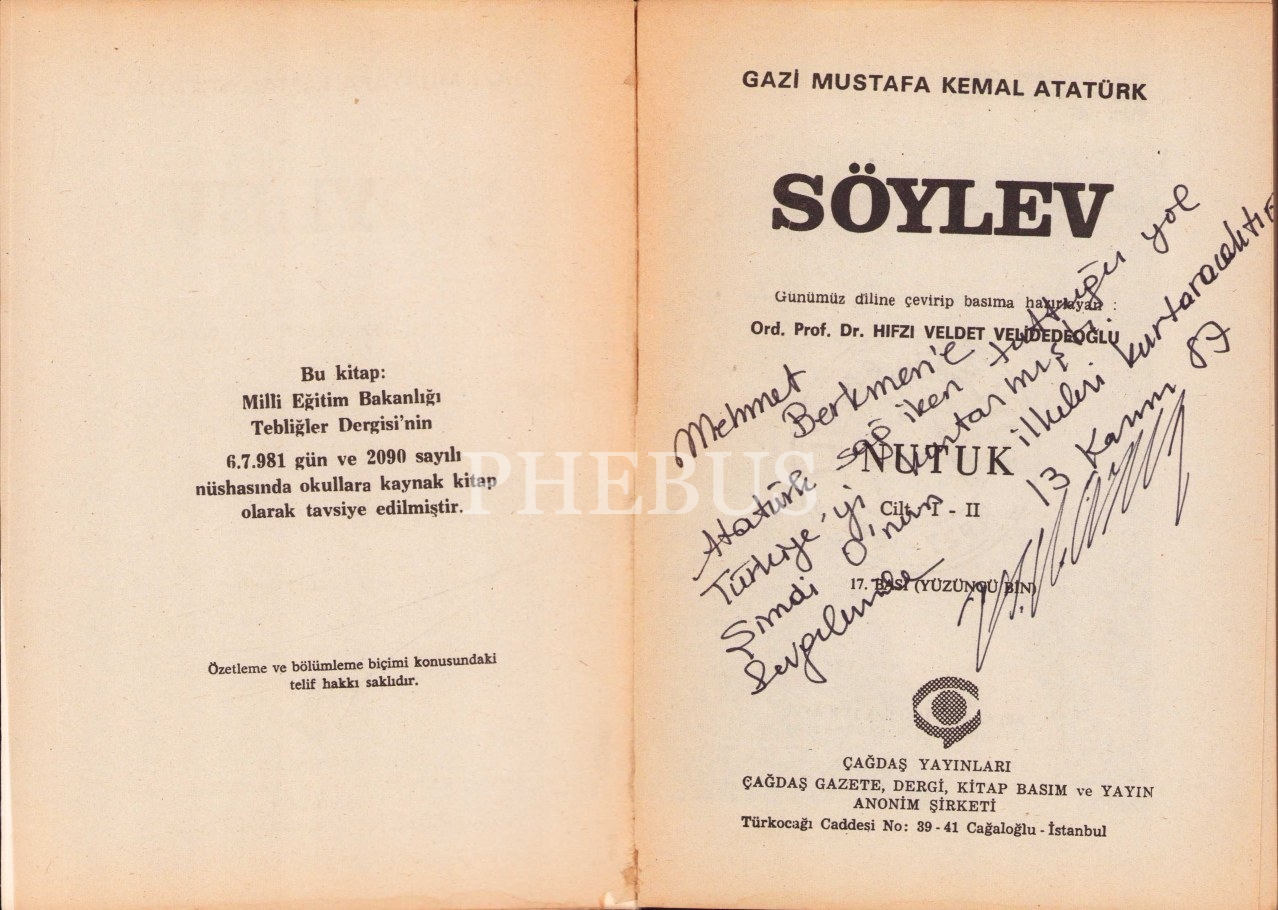 Bu kitap:
Milli Eğitim Bakanlığı
Tebliğler Dergisi'nin
6.7.981 gün ve 2090 sayılı
nüshasında okullara kaynak kitap
olarak tavsiye edilmiştir.
Özetleme ve bölümleme biçimi konusundaki
telif hakkı saklıdır.
PHEBUS
GAZİ MUSTAFA KEMAL ATATÜRK
SÖYLEV
Günümüz diline çevirip basıma hazırlayan :
Ord. Prof. Dr. HIFZI VELDET VELİDEDEOĞLU
NUTUK
Cilt: I - II
17. BASI (YÜZÜNCÜ BİN)
Mehmet
Berkmen'e
Atatürk sağ iken tuttuğu yol
Türkiye'yi kurtarmıştı.
Şimdi O'nun ilkeleri kurtaracaktır
Sevgilerimle
13 Kasım 87
ÇAĞDAŞ YAYINLARI
ÇAĞDAŞ GAZETE, DERGİ, KİTAP BASIM ve YAYIN
ANONİM ŞİRKETİ
Türkocağı Caddesi No: 39 - 41 Cağaloğlu - İstanbul